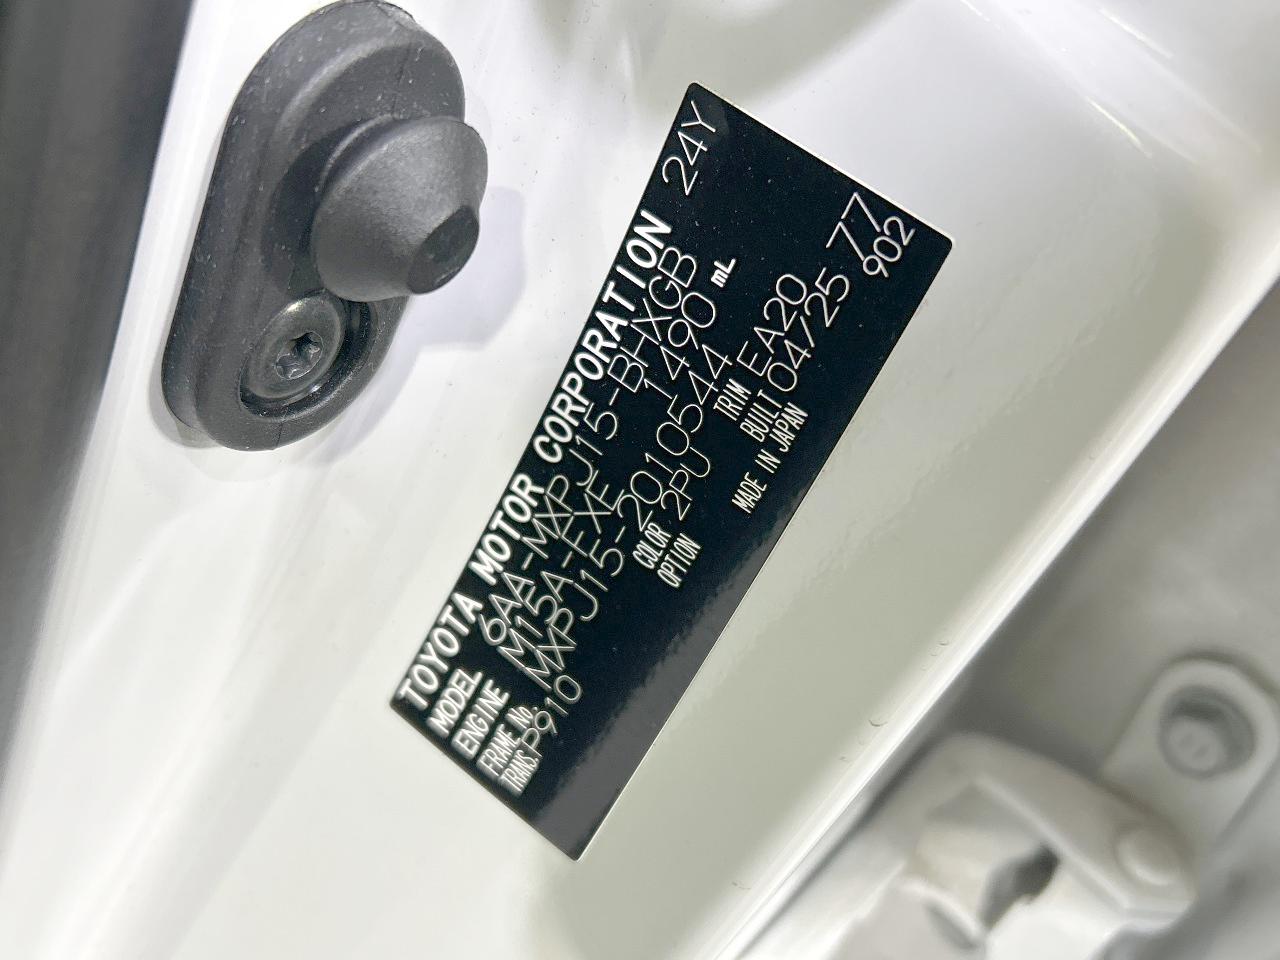 TOYOTA MOTOR CORPORATION 24Y
MODEL 6AA-MXPJ15-BHXGB
ENGINE M15A-FXE 1490 mL
FRAME No. MXPJ15-2010544
TRANS. P910 COLOR 2PU TRIM EA20 77
OPTION BUILT 04/25 902
MADE IN JAPAN